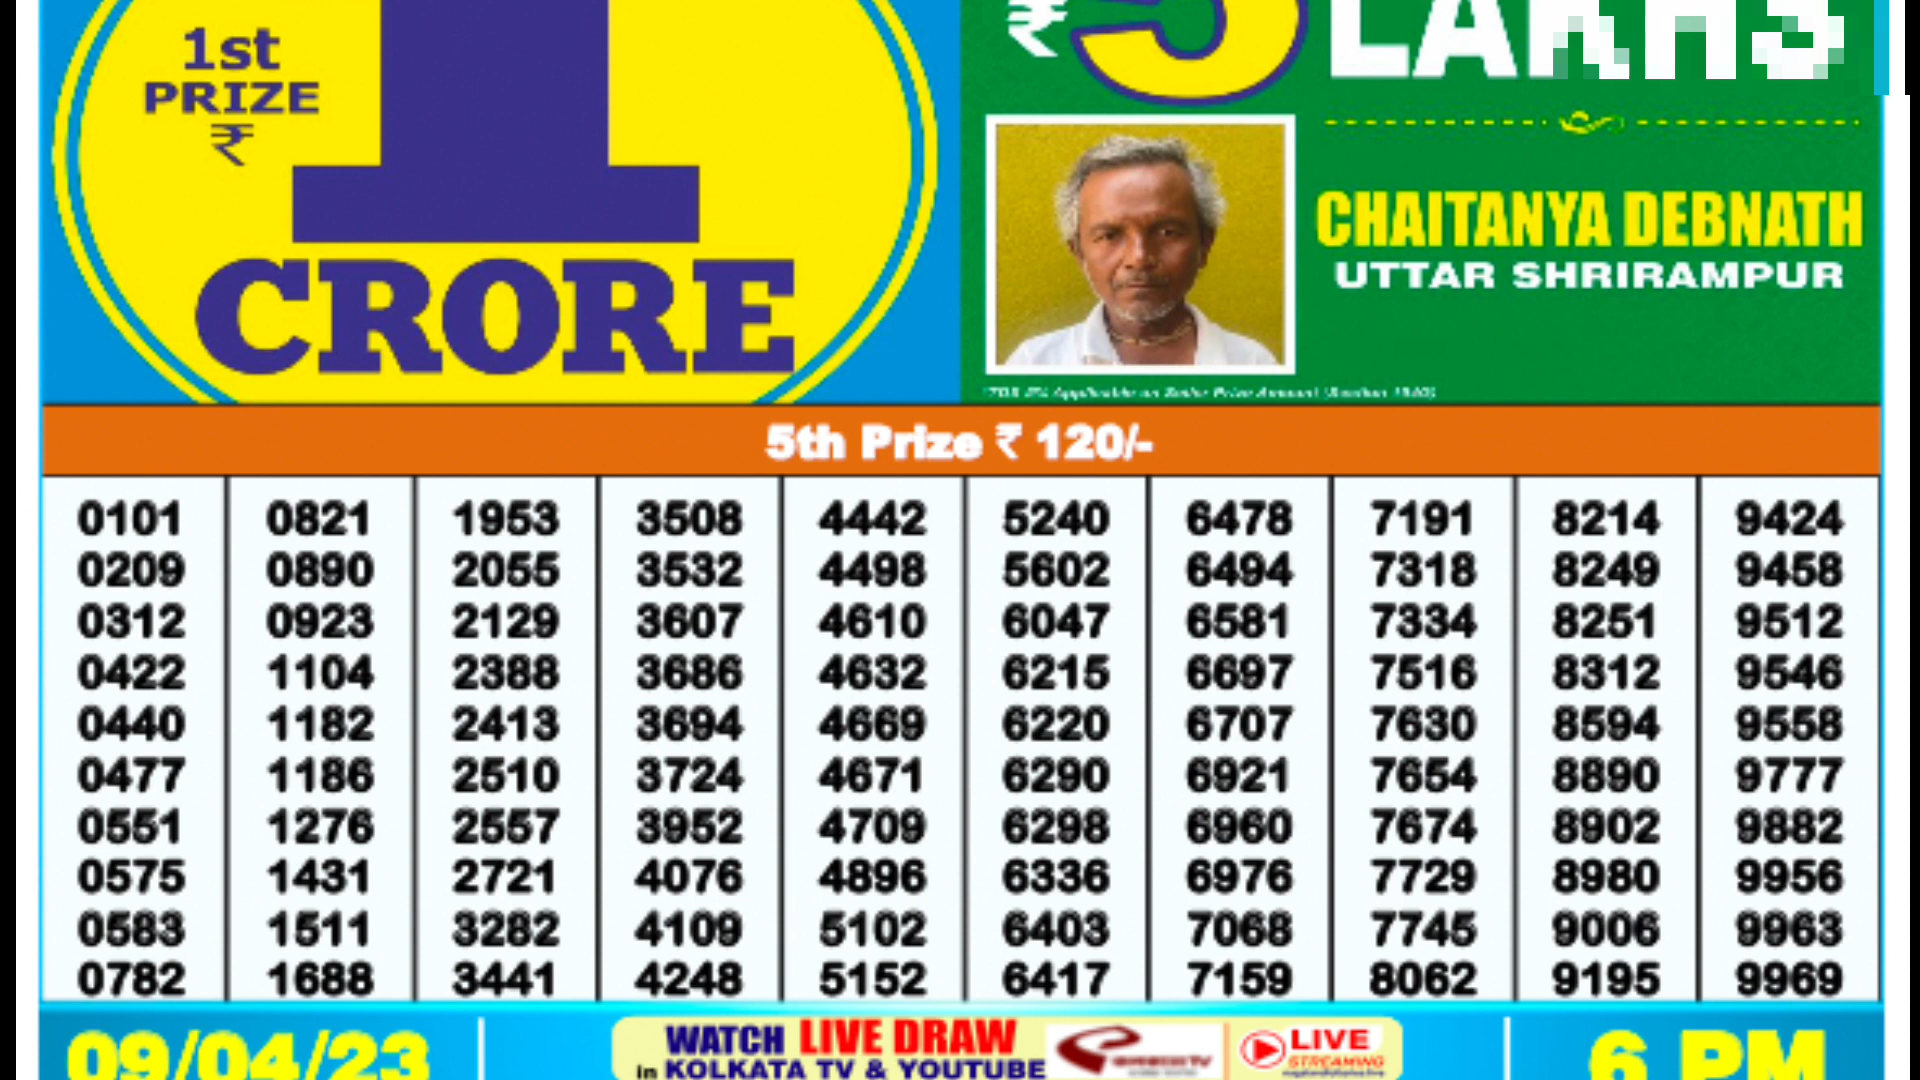 1st
PRIZE
₹
1
CRORE
₹ 5 LAKHS
CHAITANYA DEBNATH
UTTAR SHRIRAMPUR
5th Prize ₹ 120/-
0101 0821 1953 3508 4442 5240 6478 7191 8214 9424
0209 0890 2055 3532 4498 5602 6494 7318 8249 9458
0312 0923 2129 3607 4610 6047 6581 7334 8251 9512
0422 1104 2388 3686 4632 6215 6697 7516 8312 9546
0440 1182 2413 3694 4669 6220 6707 7630 8594 9558
0477 1186 2510 3724 4671 6290 6921 7654 8890 9777
0551 1276 2557 3952 4709 6298 6960 7674 8902 9882
0575 1431 2721 4076 4896 6336 6976 7729 8980 9956
0583 1511 3282 4109 5102 6403 7068 7745 9006 9963
0782 1688 3441 4248 5152 6417 7159 8062 9195 9969
09/04/23
WATCH LIVE DRAW
in KOLKATA TV & YOUTUBE
LIVE
STREAMING
6 PM